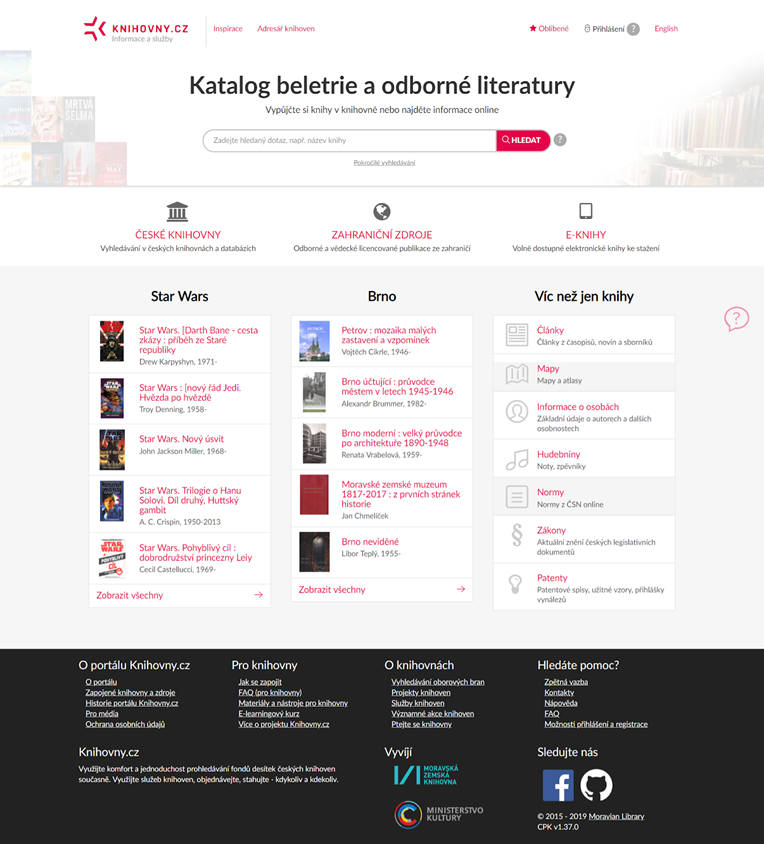 KNIHOVNY.CZ
Informace a služby
Inspirace
Adresář knihoven
Oblíbené
Přihlášení
?
English
Katalog beletrie a odborné literatury
Vypůjčte si knihy v knihovně nebo najděte informace online
Zadejte hledaný dotaz, např. název knihy
HLEDAT
?
Pokročilé vyhledávání
MRTVÁ
SELMA
ČESKÉ KNIHOVNY
Vyhledávání v českých knihovnách a databázích
ZAHRANIČNÍ ZDROJE
Odborné a vědecké licencované publikace ze zahraničí
E-KNIHY
Volně dostupné elektronické knihy ke stažení
Star Wars
Star Wars. [Darth Bane - cesta
zkázy : příběh ze Staré
republiky
Drew Karpyshyn, 1971-
Star Wars : [nový řád Jedi.
Hvězda po hvězdě
Troy Denning, 1958-
Star Wars. Nový úsvit
John Jackson Miller, 1968-
Star Wars. Trilogie o Hanu
Solovi. Díl druhý, Huttský
gambit
A. C. Crispin, 1950-2013
Star Wars. Pohyblivý cíl :
dobrodružství princezny Leiy
Cecil Castellucci, 1969-
Zobrazit všechny
Brno
Petrov : mozaika malých
zastavení a vzpomínek
Vojtěch Cikrle, 1946-
Brno účtující : průvodce
městem v letech 1945-1946
Alexandr Brummer, 1982-
Brno moderní : velký průvodce
po architektuře 1890-1948
Renata Vrabelová, 1959-
Moravské zemské muzeum
1817-2017 : z prvních stránek
historie
Jan Chmelíček
Brno neviděné
Libor Teplý, 1955-
Zobrazit všechny
Víc než jen knihy
Články
Články z časopisů, novin a sborníků
Mapy
Mapy a atlasy
Informace o osobách
Základní údaje o autorech a dalších
osobnostech
Hudebniny
Noty, zpěvníky
Normy
Normy z ČSN online
Zákony
Aktuální znění českých legislativních
dokumentů
Patenty
Patentové spisy, užitné vzory, přihlášky
vynálezů
?
O portálu Knihovny.cz
O portálu
Zapojené knihovny a zdroje
Historie portálu Knihovny.cz
Pro média
Ochrana osobních údajů
Pro knihovny
Jak se zapojit
FAQ (pro knihovny)
Materiály a nástroje pro knihovny
E-learningový kurz
Více o projektu Knihovny.cz
O knihovnách
Vyhledávání oborových bran
Projekty knihoven
Služby knihoven
Významné akce knihoven
Ptejte se knihovny
Hledáte pomoc?
Zpětná vazba
Kontakty
Nápověda
FAQ
Možnosti přihlášení a registrace
Knihovny.cz
Využijte komfort a jednoduchost prohledávání fondů desítek českých knihoven
současně. Využijte služeb knihoven, objednávejte, stahujte - kdykoliv a kdekoliv.
Vyvíjí
MORAVSKÁ
ZEMSKÁ
KNIHOVNA
MINISTERSTVO
KULTURY
Sledujte nás
© 2015 - 2019 Moravian Library
CPK v1.37.0